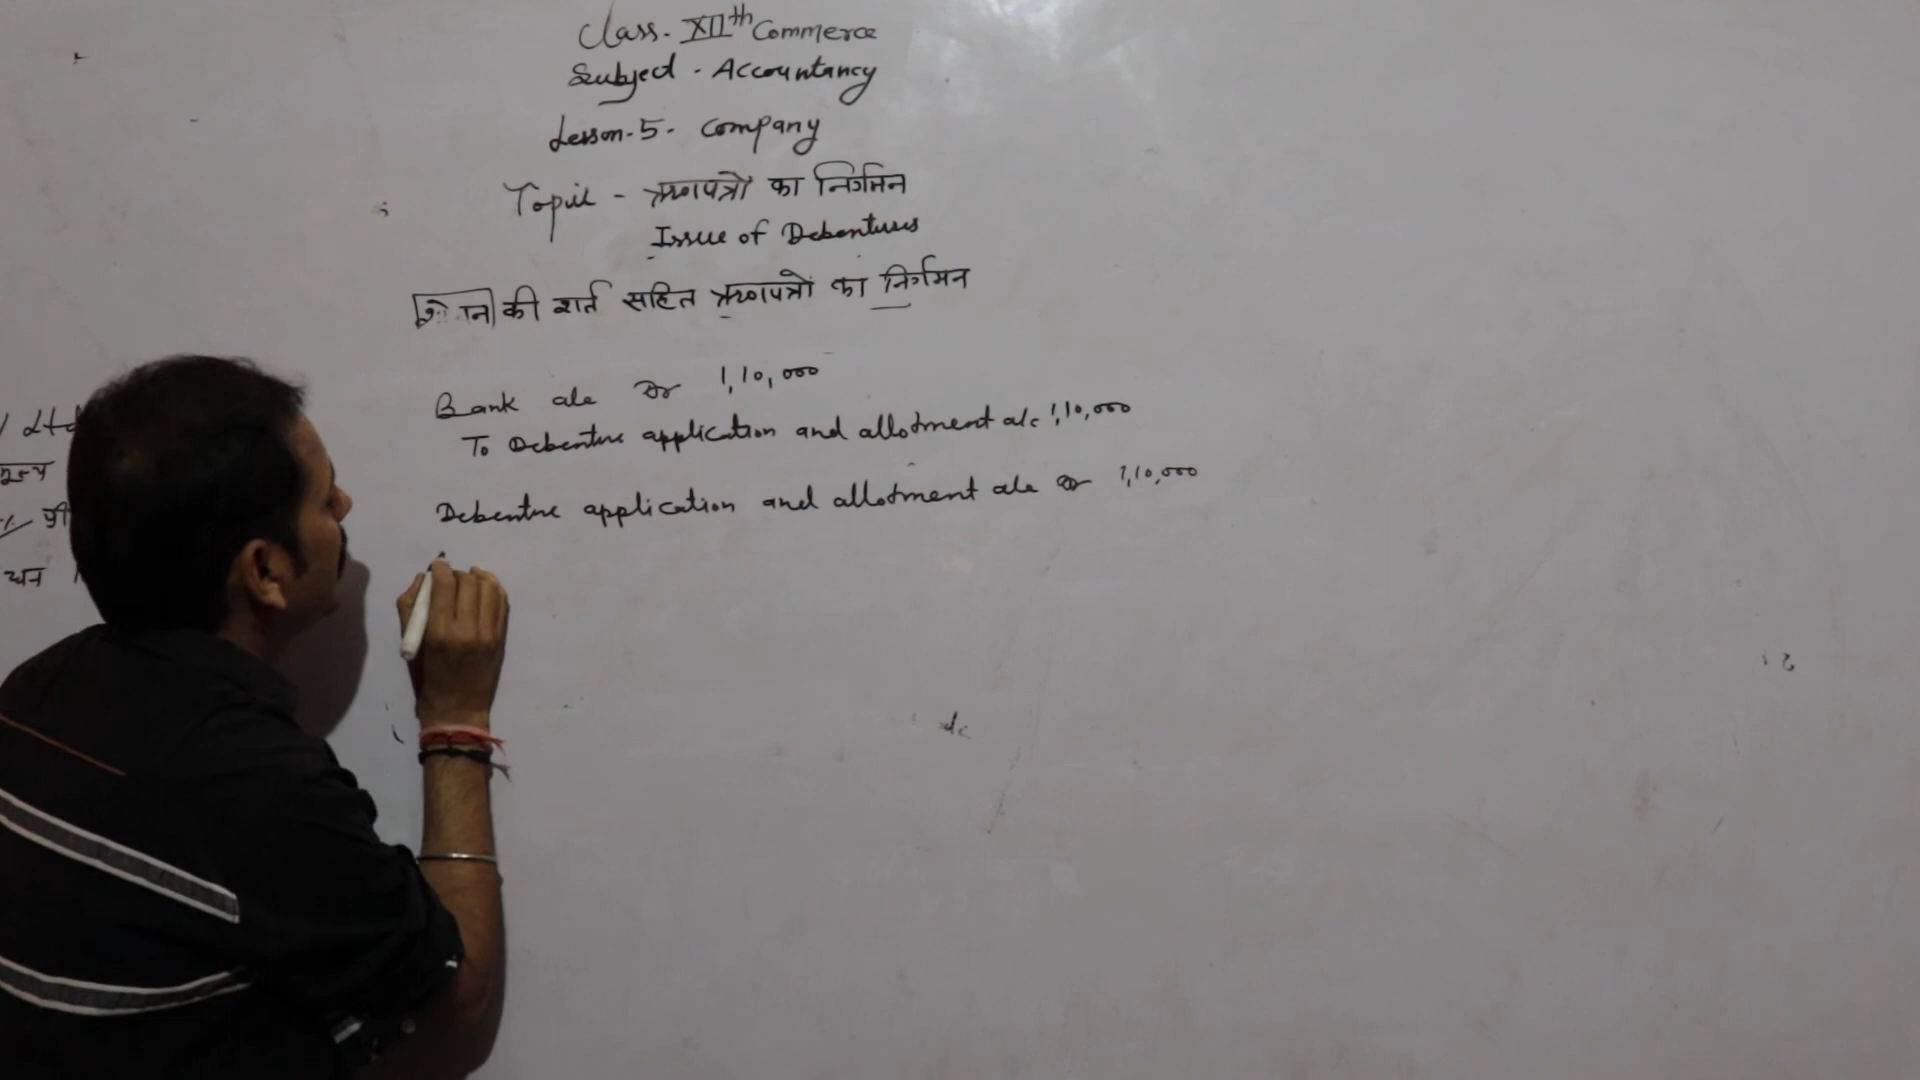 Class - XIIth Commerce
Subject - Accountancy
Lesson-5 - Company
Topic - ऋणपत्रों का निर्गमन
Issue of Debentures
की शर्त सहित ऋणपत्रों का निर्गमन
Bank a/c Dr 1,10,000
To Debenture application and allotment a/c 1,10,000
Debenture application and allotment a/c Dr 1,10,000
Ltd
मूल्य